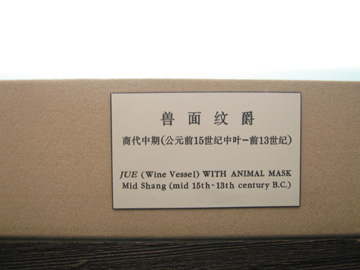 兽面纹爵
商代中期(公元前15世纪中叶-前13世纪)
JUE (Wine Vessel) WITH ANIMAL MASK
Mid Shang (mid 15th-13th century B.C.)